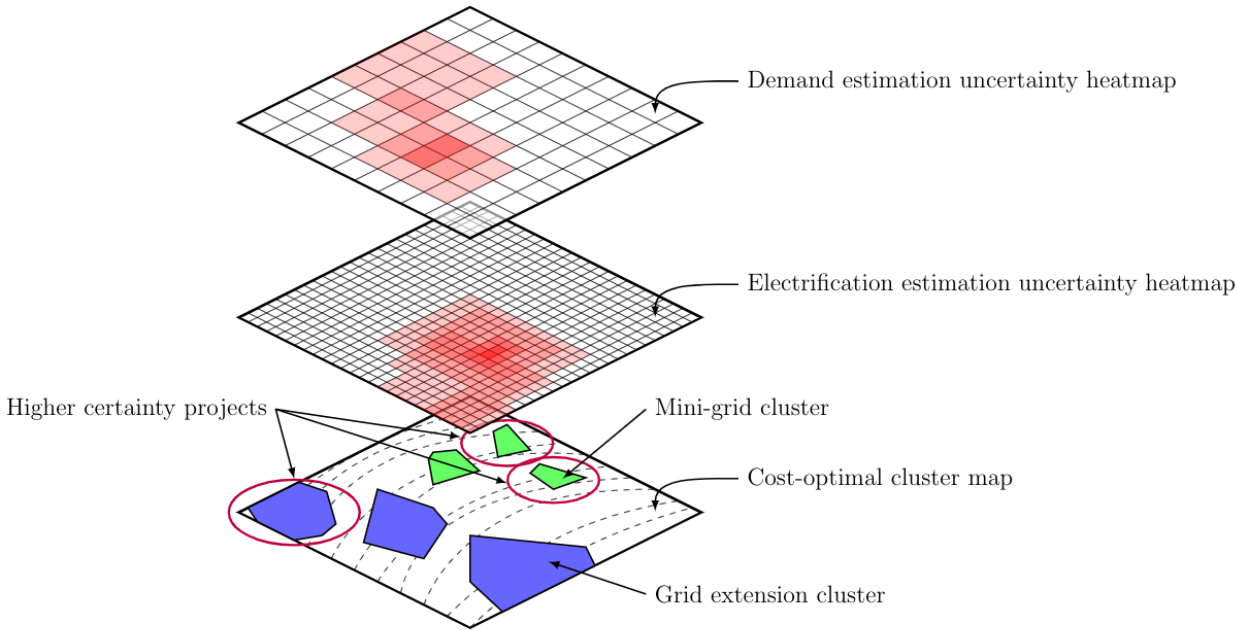 Demand estimation uncertainty heatmap
Electrification estimation uncertainty heatmap
Higher certainty projects
Mini-grid cluster
Cost-optimal cluster map
Grid extension cluster